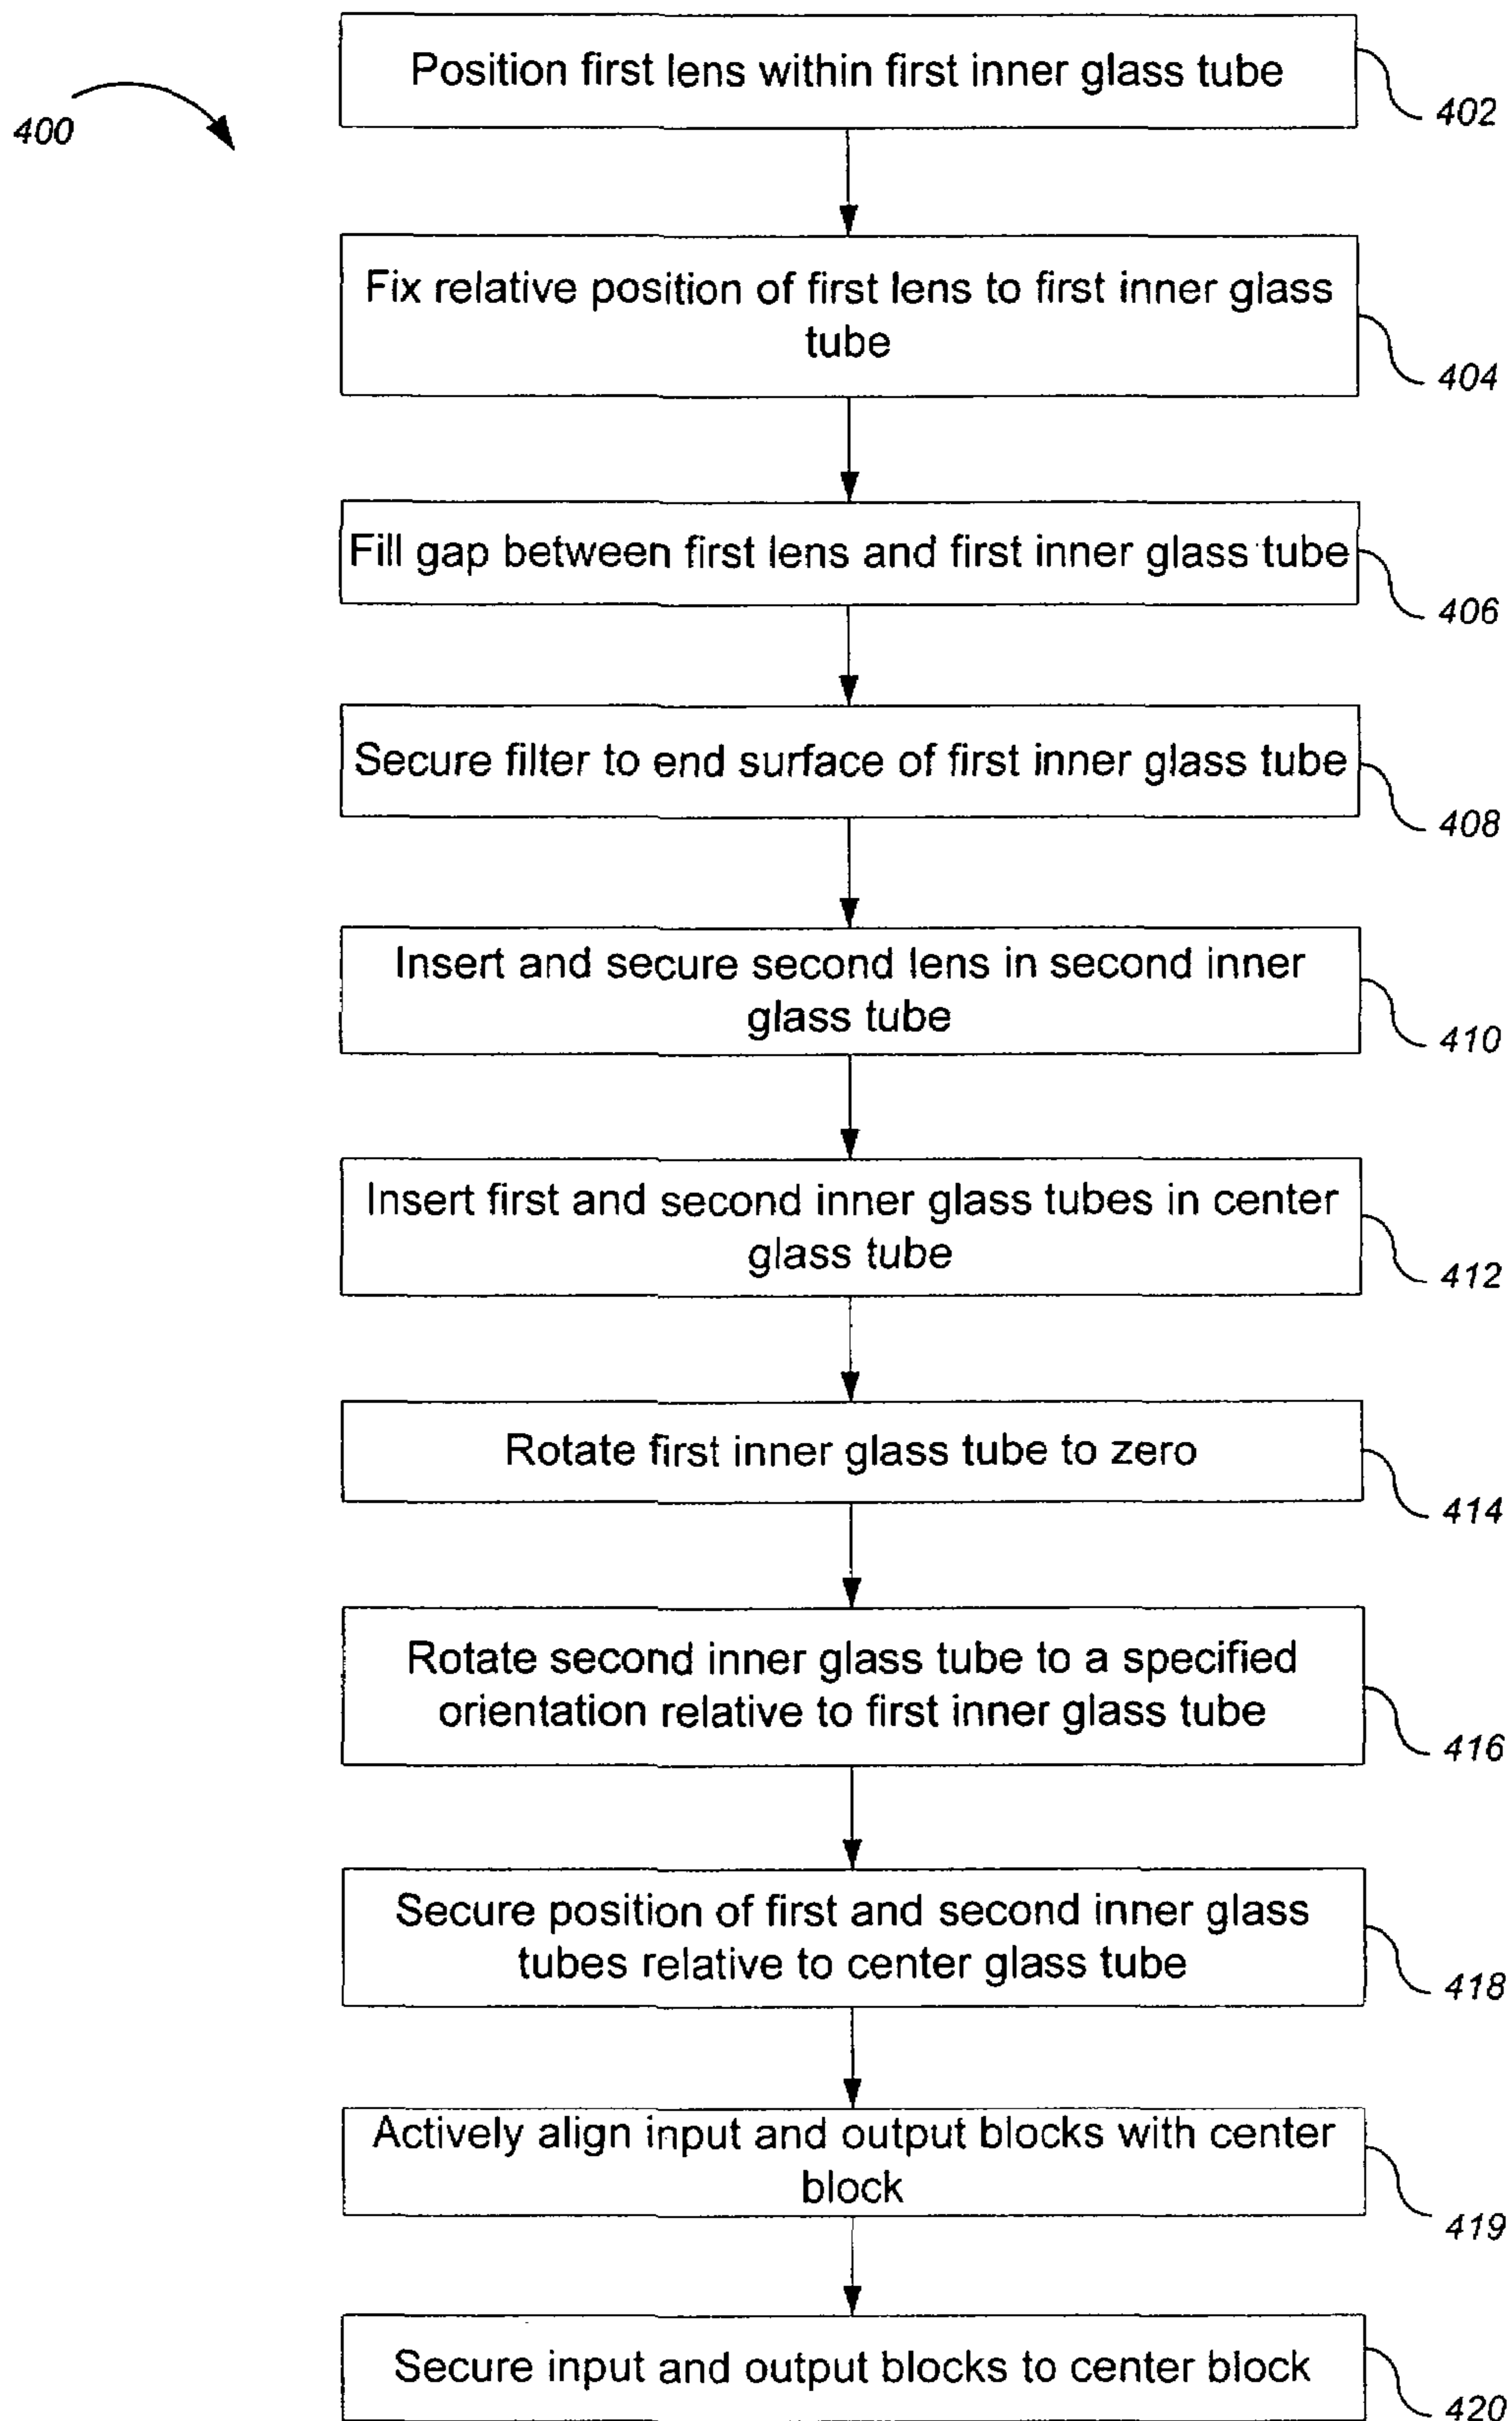 400
Position first lens within first inner glass tube
402
Fix relative position of first lens to first inner glass
tube
404
Fill gap between first lens and first inner glass tube
406
Secure filter to end surface of first inner glass tube
408
Insert and secure second lens in second inner
glass tube
410
Insert first and second inner glass tubes in center
glass tube
412
Rotate first inner glass tube to zero
414
Rotate second inner glass tube to a specified
orientation relative to first inner glass tube
416
Secure position of first and second inner glass
tubes relative to center glass tube
418
Actively align input and output blocks with center
block
419
Secure input and output blocks to center block
420